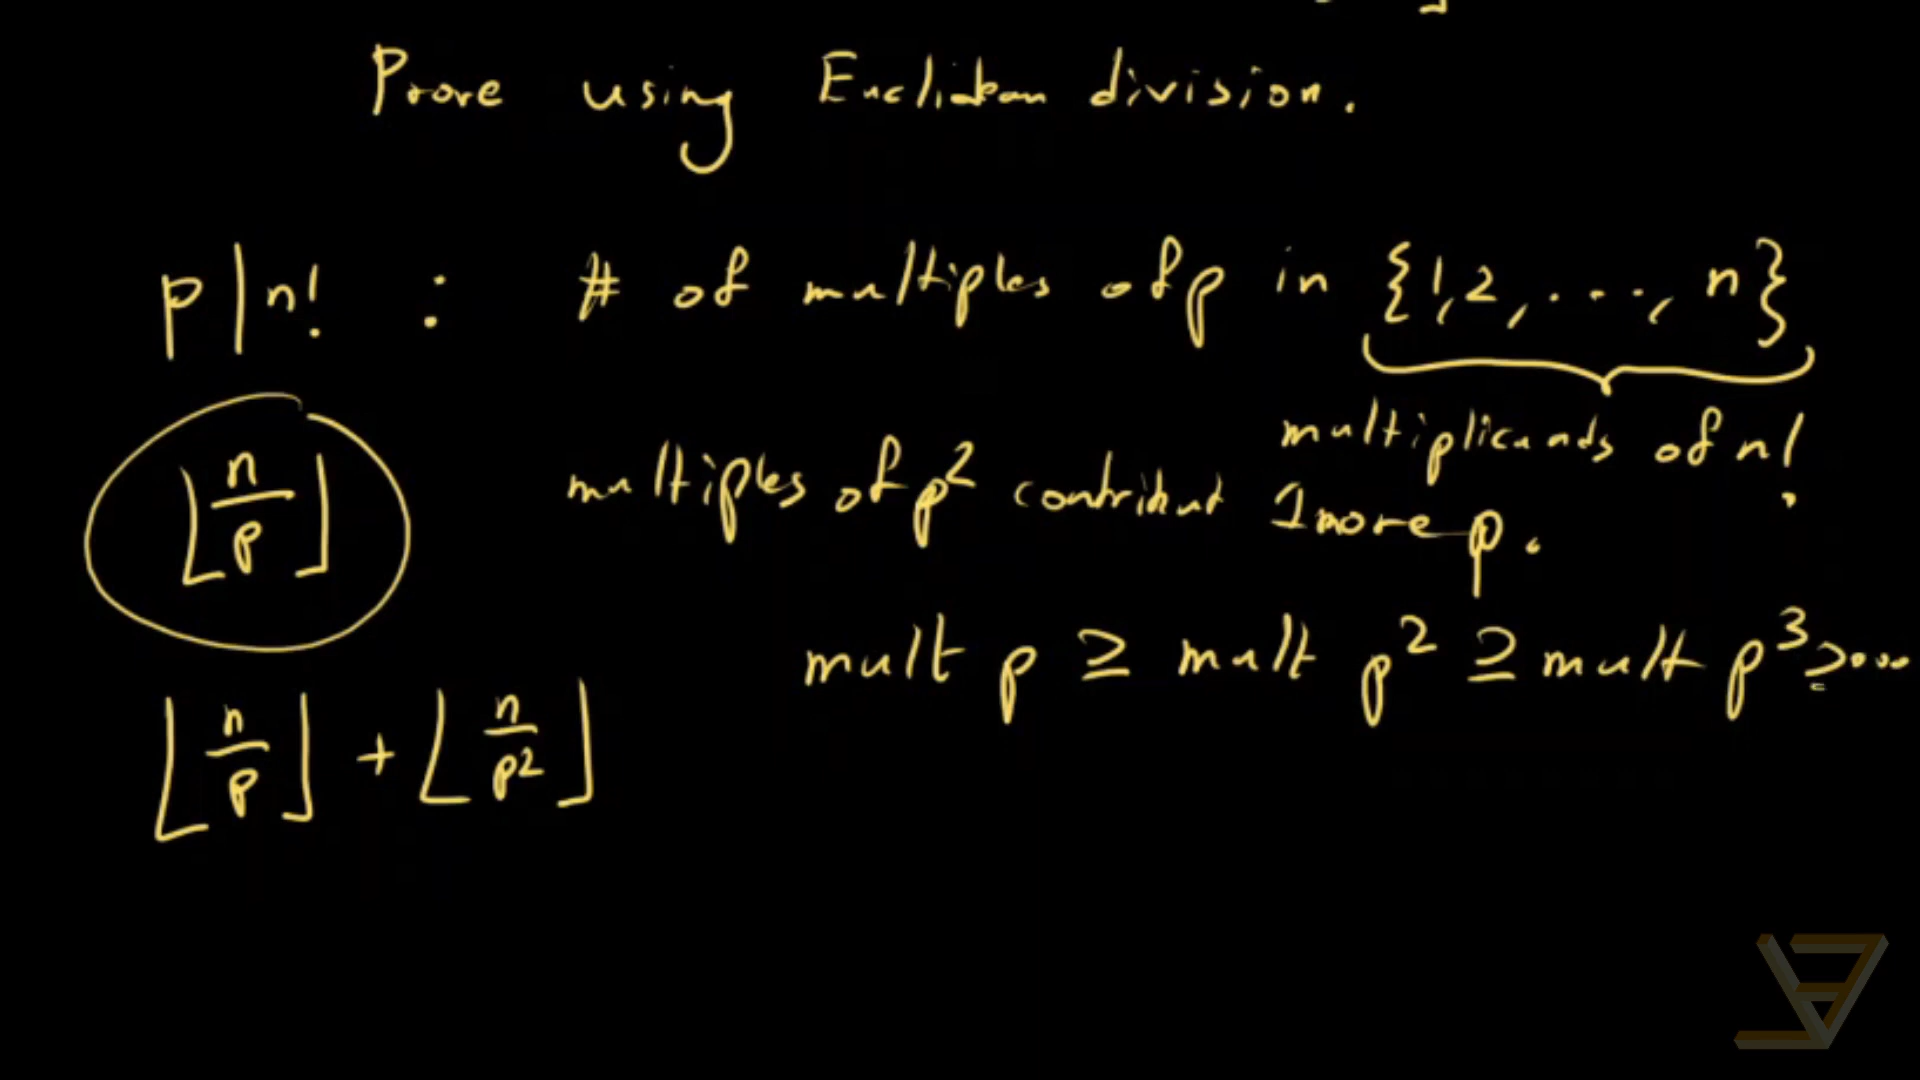 Prove using Euclidean division.
p | n! : # of multiples of p in {1,2, ..., n}
multiplicands of n!
⌊n/p⌋ multiples of p² contribut 1 more p.
mult p ≥ mult p² ≥ mult p³ ≥ ....
⌊n/p⌋ + ⌊n/p²⌋